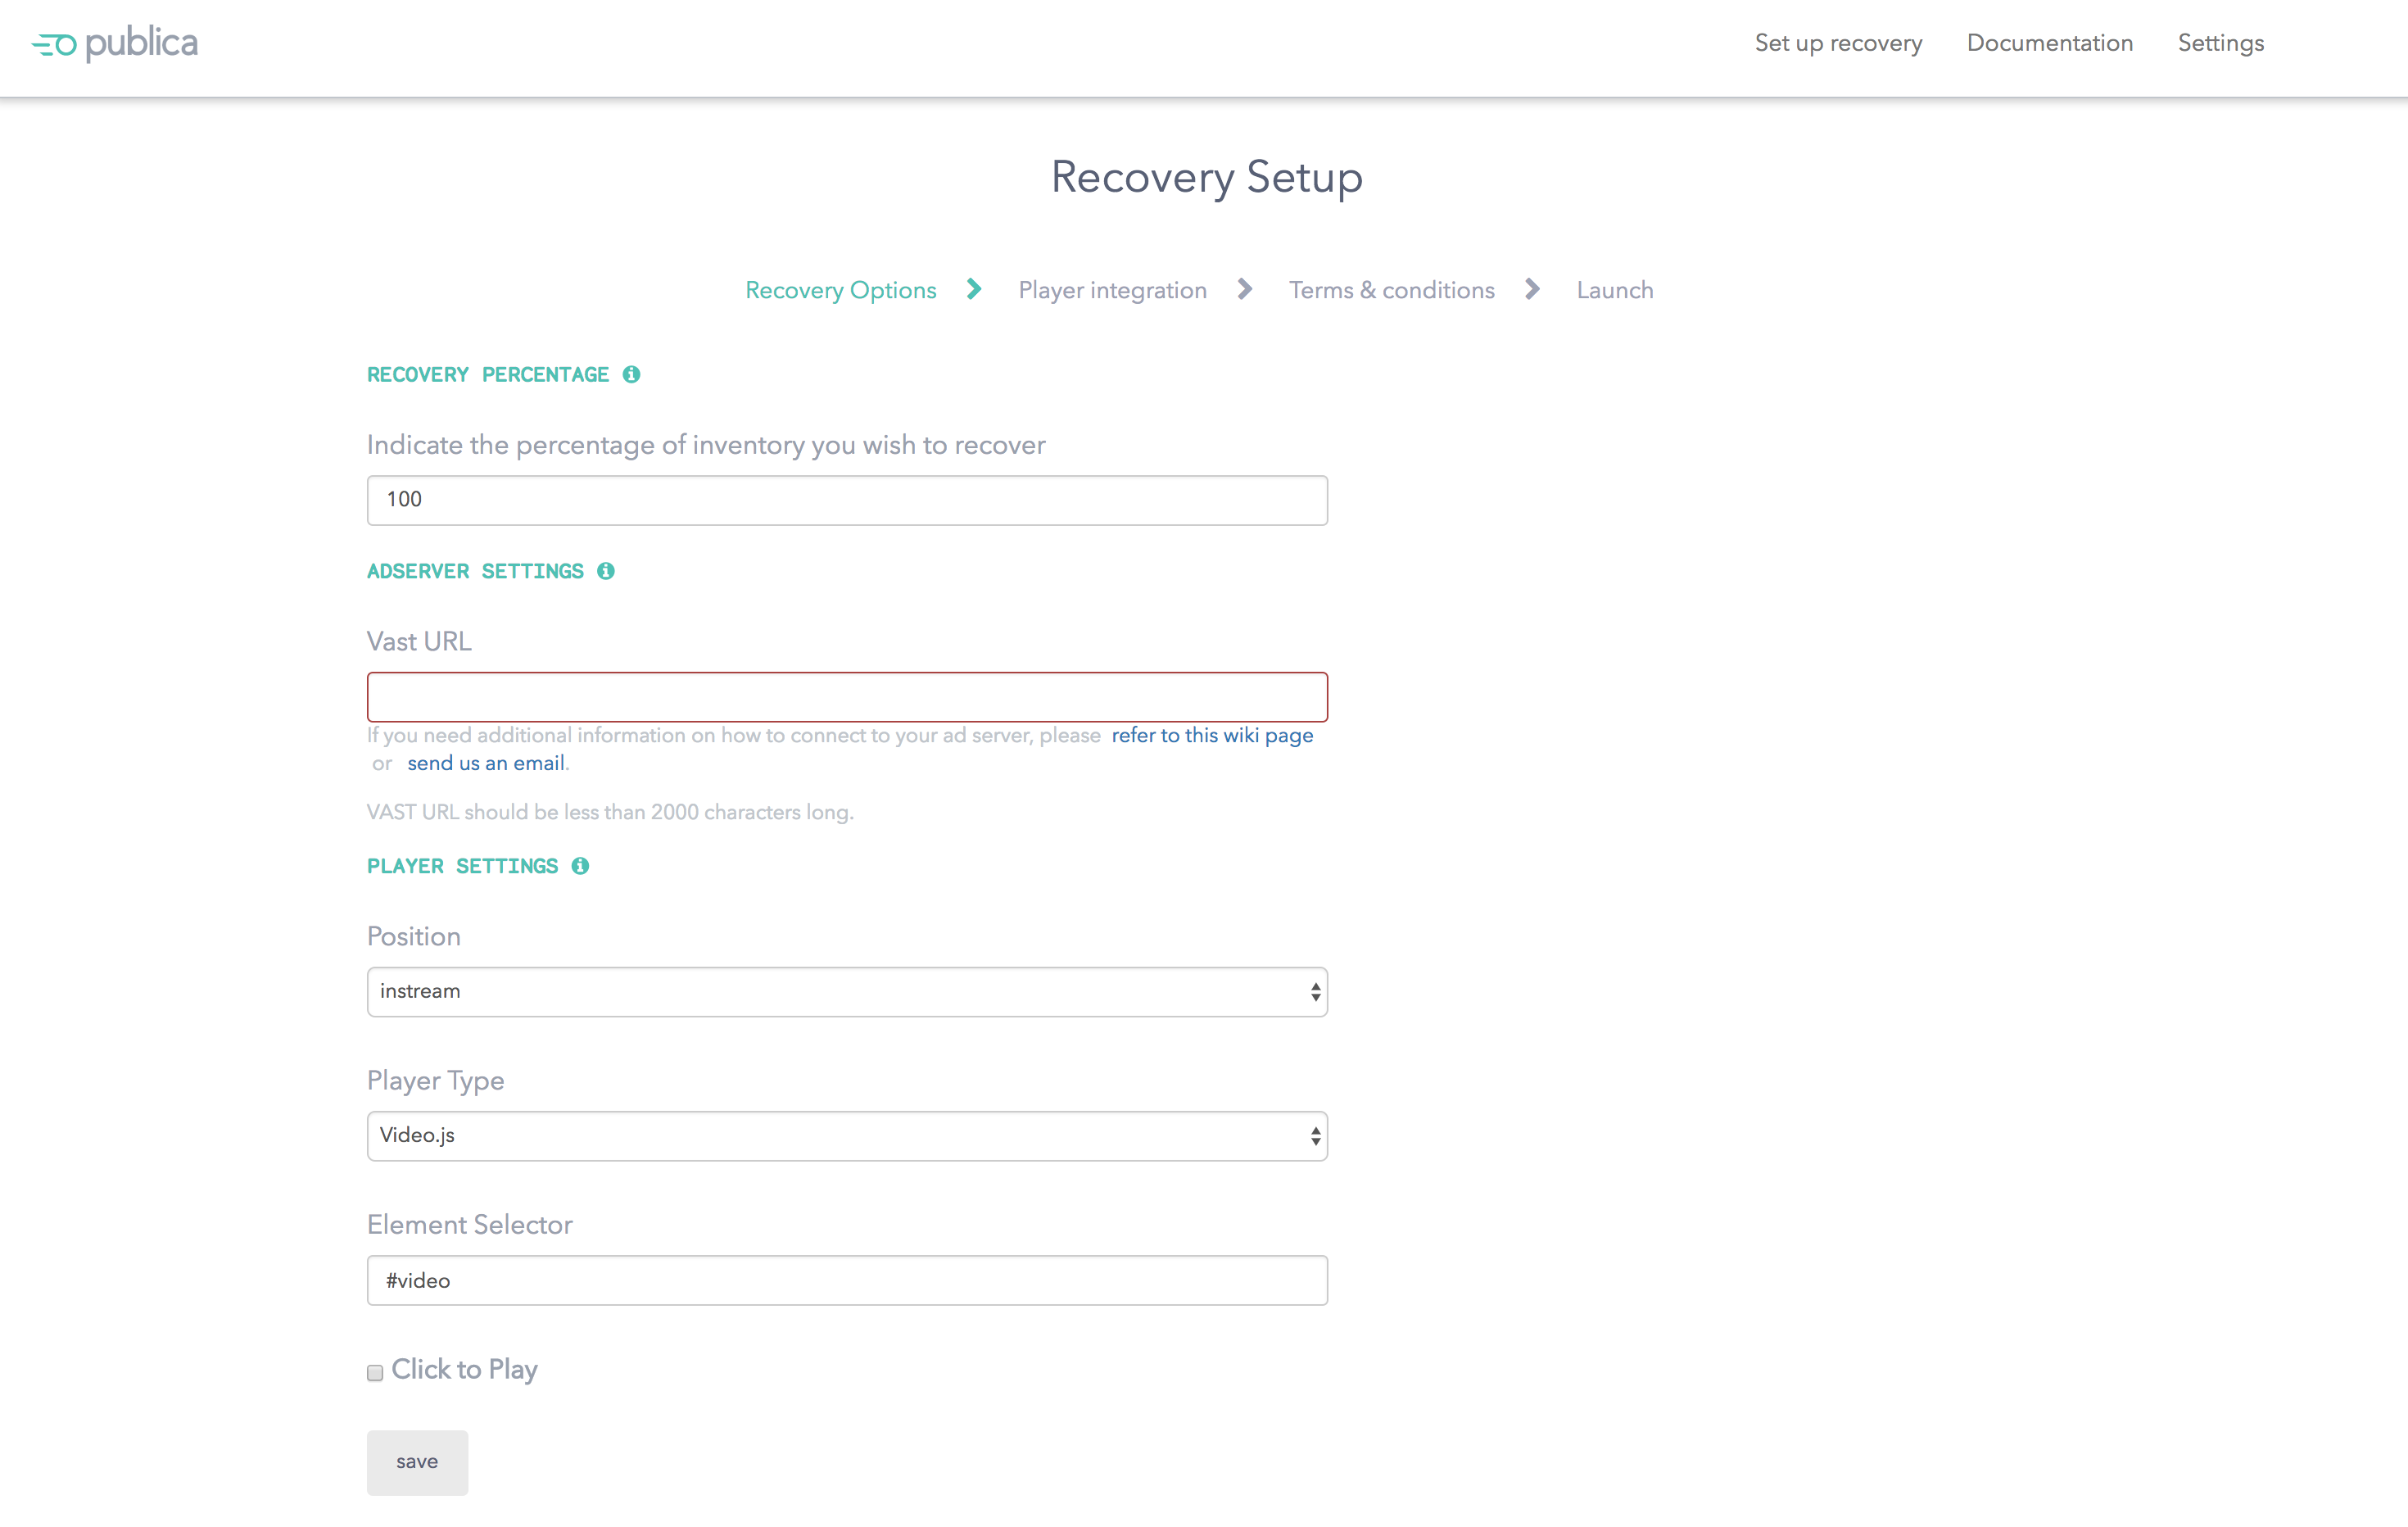 publica
Set up recovery Documentation Settings
Recovery Setup
Recovery Options Player integration Terms & conditions Launch
RECOVERY PERCENTAGE
Indicate the percentage of inventory you wish to recover
100
ADSERVER SETTINGS
Vast URL
If you need additional information on how to connect to your ad server, please refer to this wiki page
or send us an email.
VAST URL should be less than 2000 characters long.
PLAYER SETTINGS
Position
instream
Player Type
Video.js
Element Selector
#video
Click to Play
save